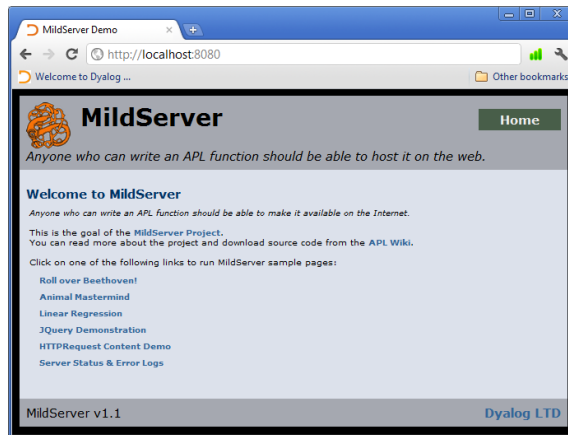 MildServer Demo
http://localhost:8080
Welcome to Dyalog ...
Other bookmarks
MildServer
Home
Anyone who can write an APL function should be able to host it on the web.
Welcome to MildServer
Anyone who can write an APL function should be able to make it available on the Internet.
This is the goal of the MildServer Project.
You can read more about the project and download source code from the APL Wiki.
Click on one of the following links to run MildServer sample pages:
Roll over Beethoven!
Animal Mastermind
Linear Regression
JQuery Demonstration
HTTPRequest Content Demo
Server Status & Error Logs
MildServer v1.1
Dyalog LTD